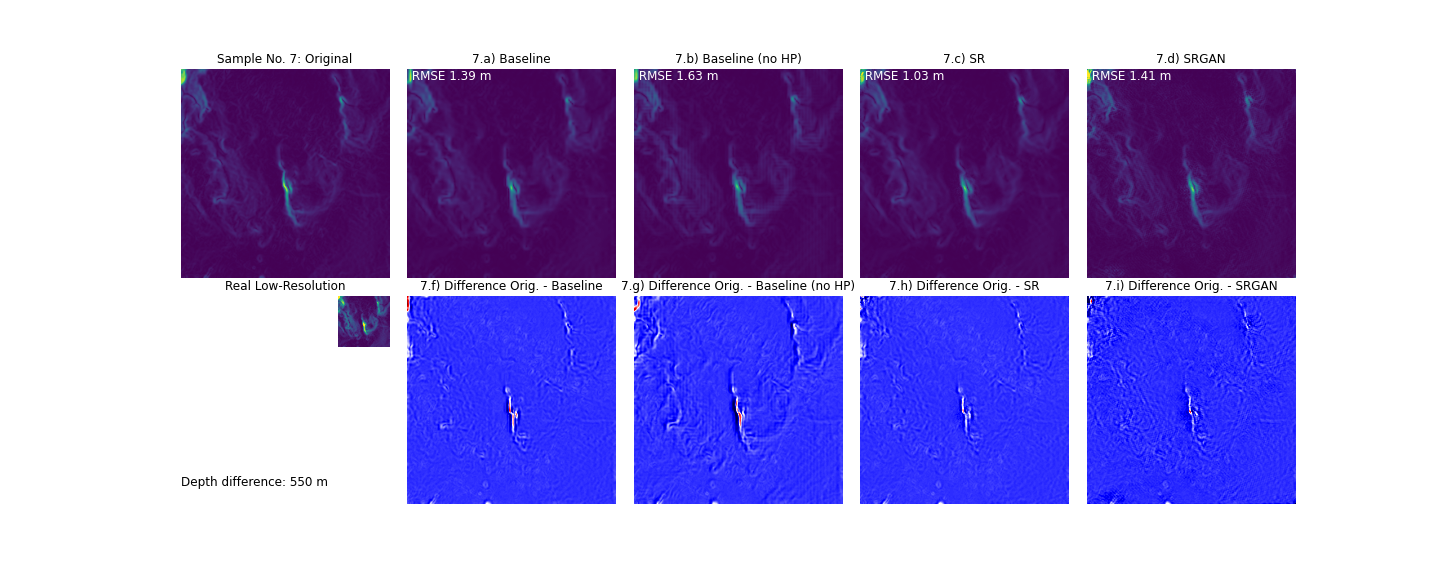 Sample No. 7: Original
7.a) Baseline
7.b) Baseline (no HP)
7.c) SR
7.d) SRGAN
RMSE 1.39 m
RMSE 1.63 m
RMSE 1.03 m
RMSE 1.41 m
Real Low-Resolution
7.f) Difference Orig. - Baseline
7.g) Difference Orig. - Baseline (no HP)
7.h) Difference Orig. - SR
7.i) Difference Orig. - SRGAN
Depth difference: 550 m